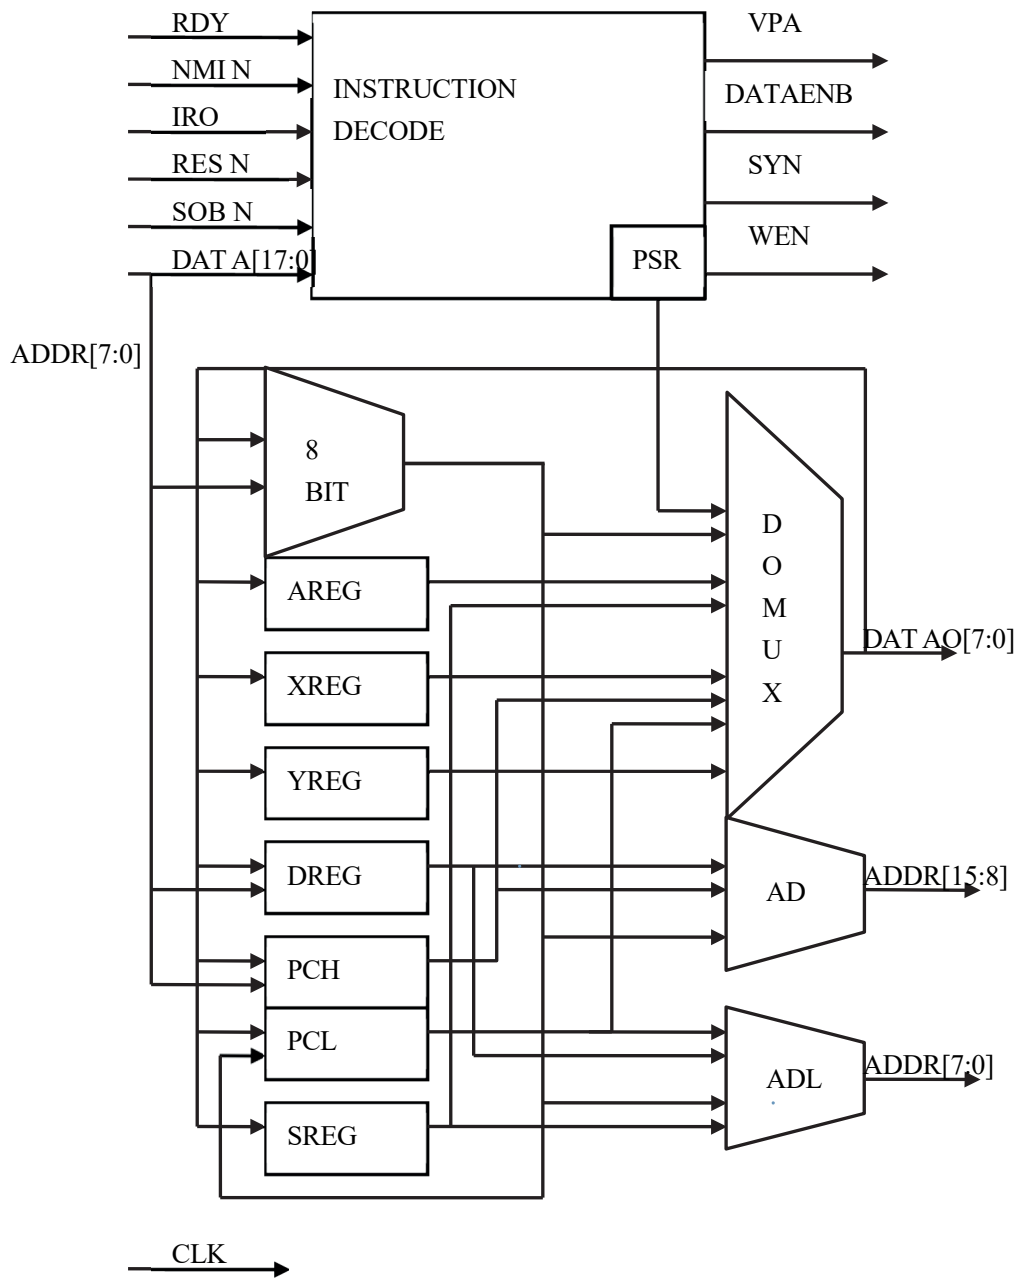 RDY
VPA
NMI N
INSTRUCTION
DATAENB
IRO
DECODE
RES N
SYN
SOB N
WEN
DAT A[17:0]
PSR
ADDR[7:0]
8
BIT
D
O
M
U
X
AREG
DAT AO[7:0]
XREG
YREG
DREG
AD
ADDR[15:8]
PCH
PCL
ADL
ADDR[7:0]
SREG
CLK